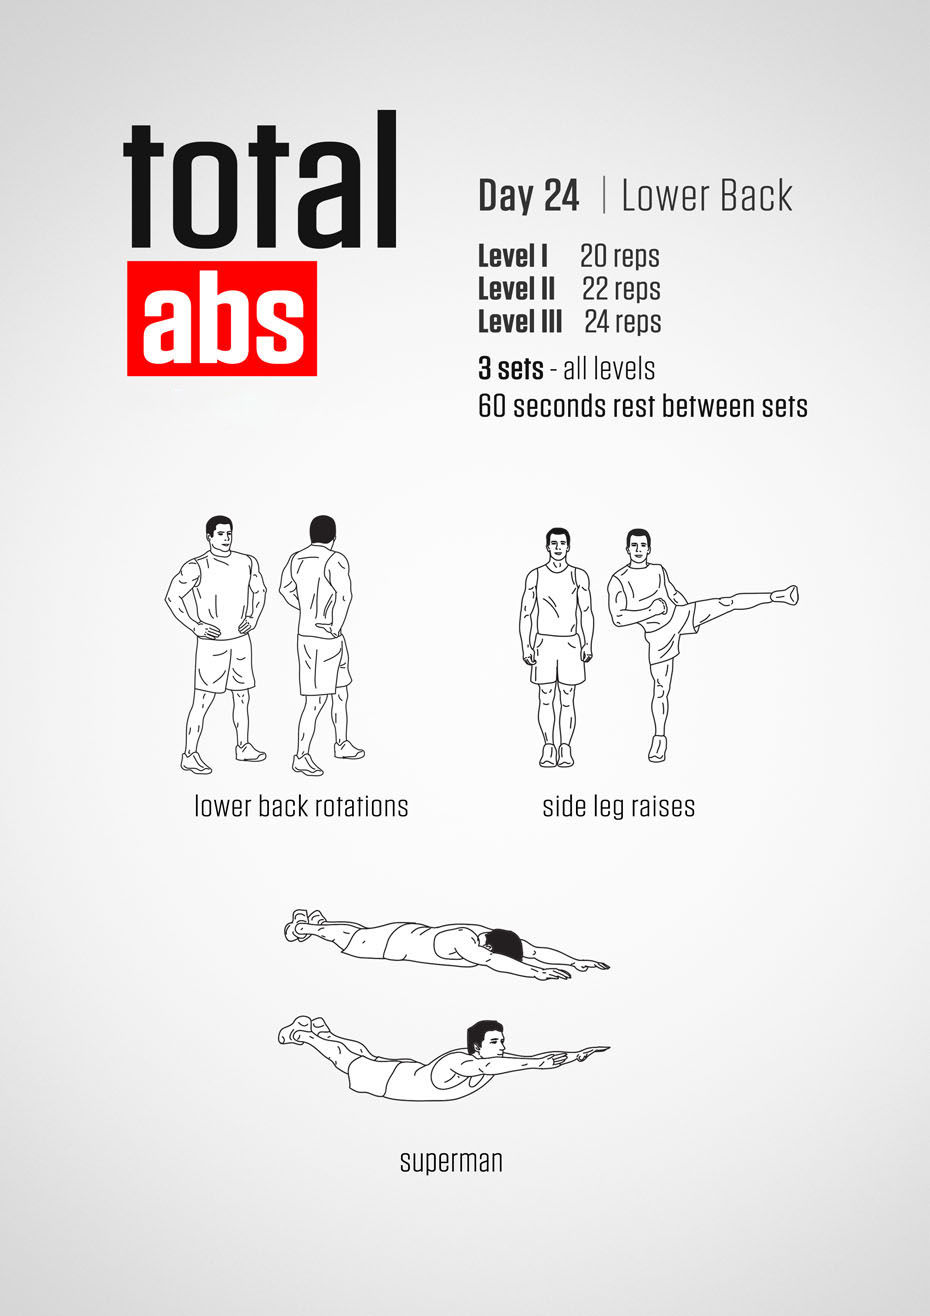 total
abs
Day 24 | Lower Back
Level I 20 reps
Level II 22 reps
Level III 24 reps
3 sets - all levels
60 seconds rest between sets
lower back rotations
side leg raises
superman